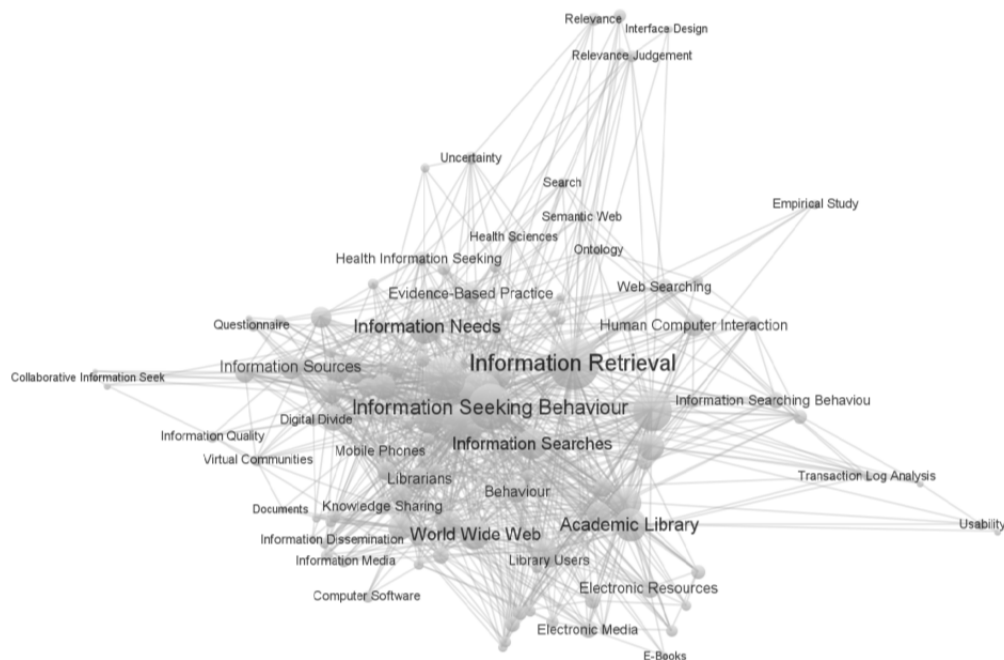 Relevance
Interface Design
Relevance Judgement
Uncertainty
Search
Empirical Study
Semantic Web
Health Sciences
Ontology
Health Information Seeking
Web Searching
Evidence-Based Practice
Questionnaire
Information Needs
Human Computer Interaction
Information Sources
Information Retrieval
Collaborative Information Seek
Information Searching Behaviou
Information Seeking Behaviour
Digital Divide
Information Quality
Information Searches
Mobile Phones
Virtual Communities
Transaction Log Analysis
Librarians
Behaviour
Documents
Knowledge Sharing
Academic Library
Usability
World Wide Web
Information Dissemination
Information Media
Library Users
Electronic Resources
Computer Software
Electronic Media
E-Books